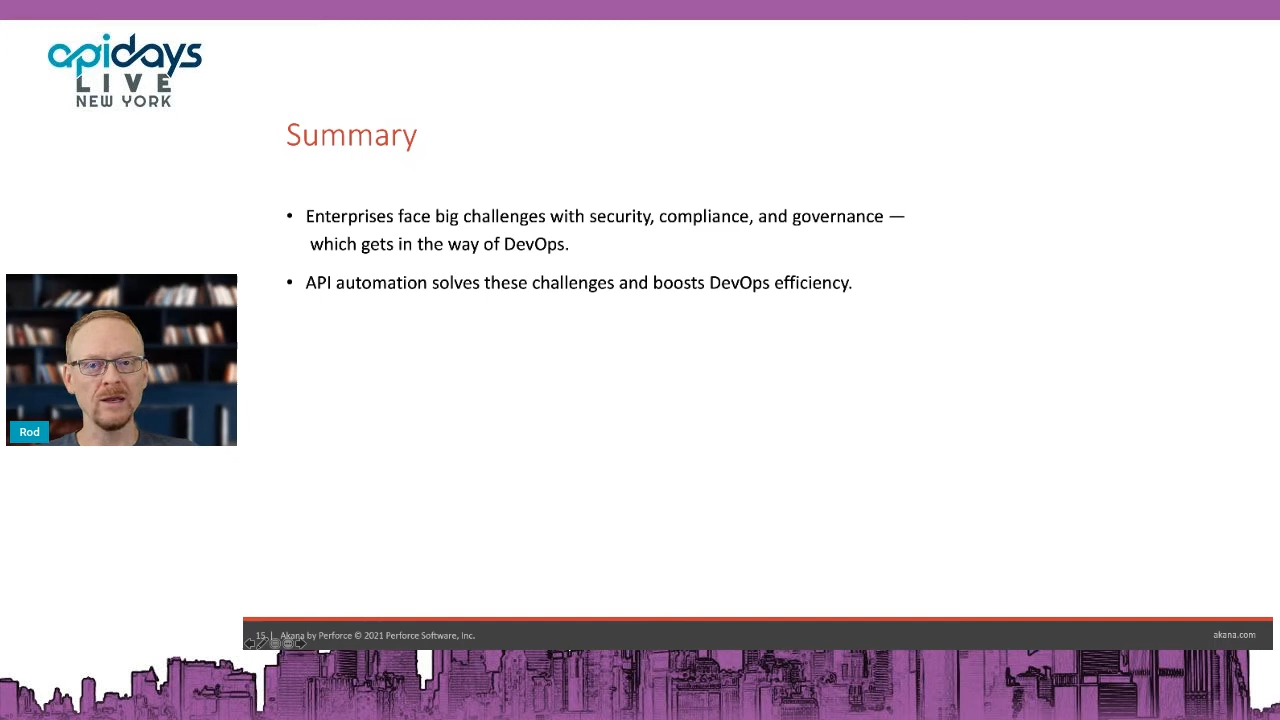 apidays
LIVE
NEW YORK
Summary
• Enterprises face big challenges with security, compliance, and governance —
which gets in the way of DevOps.
• API automation solves these challenges and boosts DevOps efficiency.
Rod
15 | Akana by Perforce © 2021 Perforce Software, Inc.
akana.com